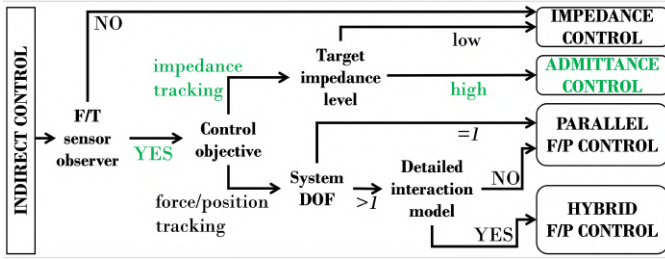 INDIRECT CONTROL
F/T
sensor
observer
NO
YES
impedance
tracking
Control
objective
force/position
tracking
Target
impedance
level
low
high
System
DOF
=1
>1
Detailed
interaction
model
NO
YES
IMPEDANCE
CONTROL
ADMITTANCE
CONTROL
PARALLEL
F/P CONTROL
HYBRID
F/P CONTROL